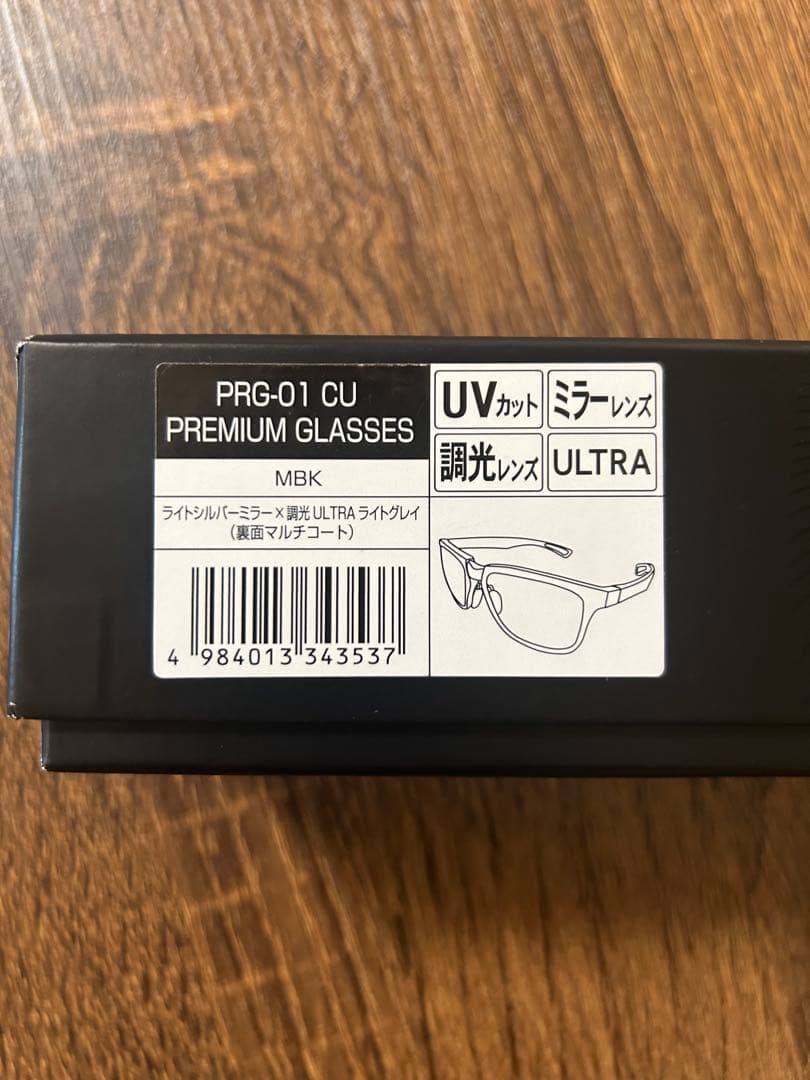 PRG-01 CU
PREMIUM GLASSES
MBK
ライトシルバーミラー×調光 ULTRA ライトグレイ
（裏面マルチコート）
4 984013 343537
UVカット
ミラーレンズ
調光レンズ
ULTRA